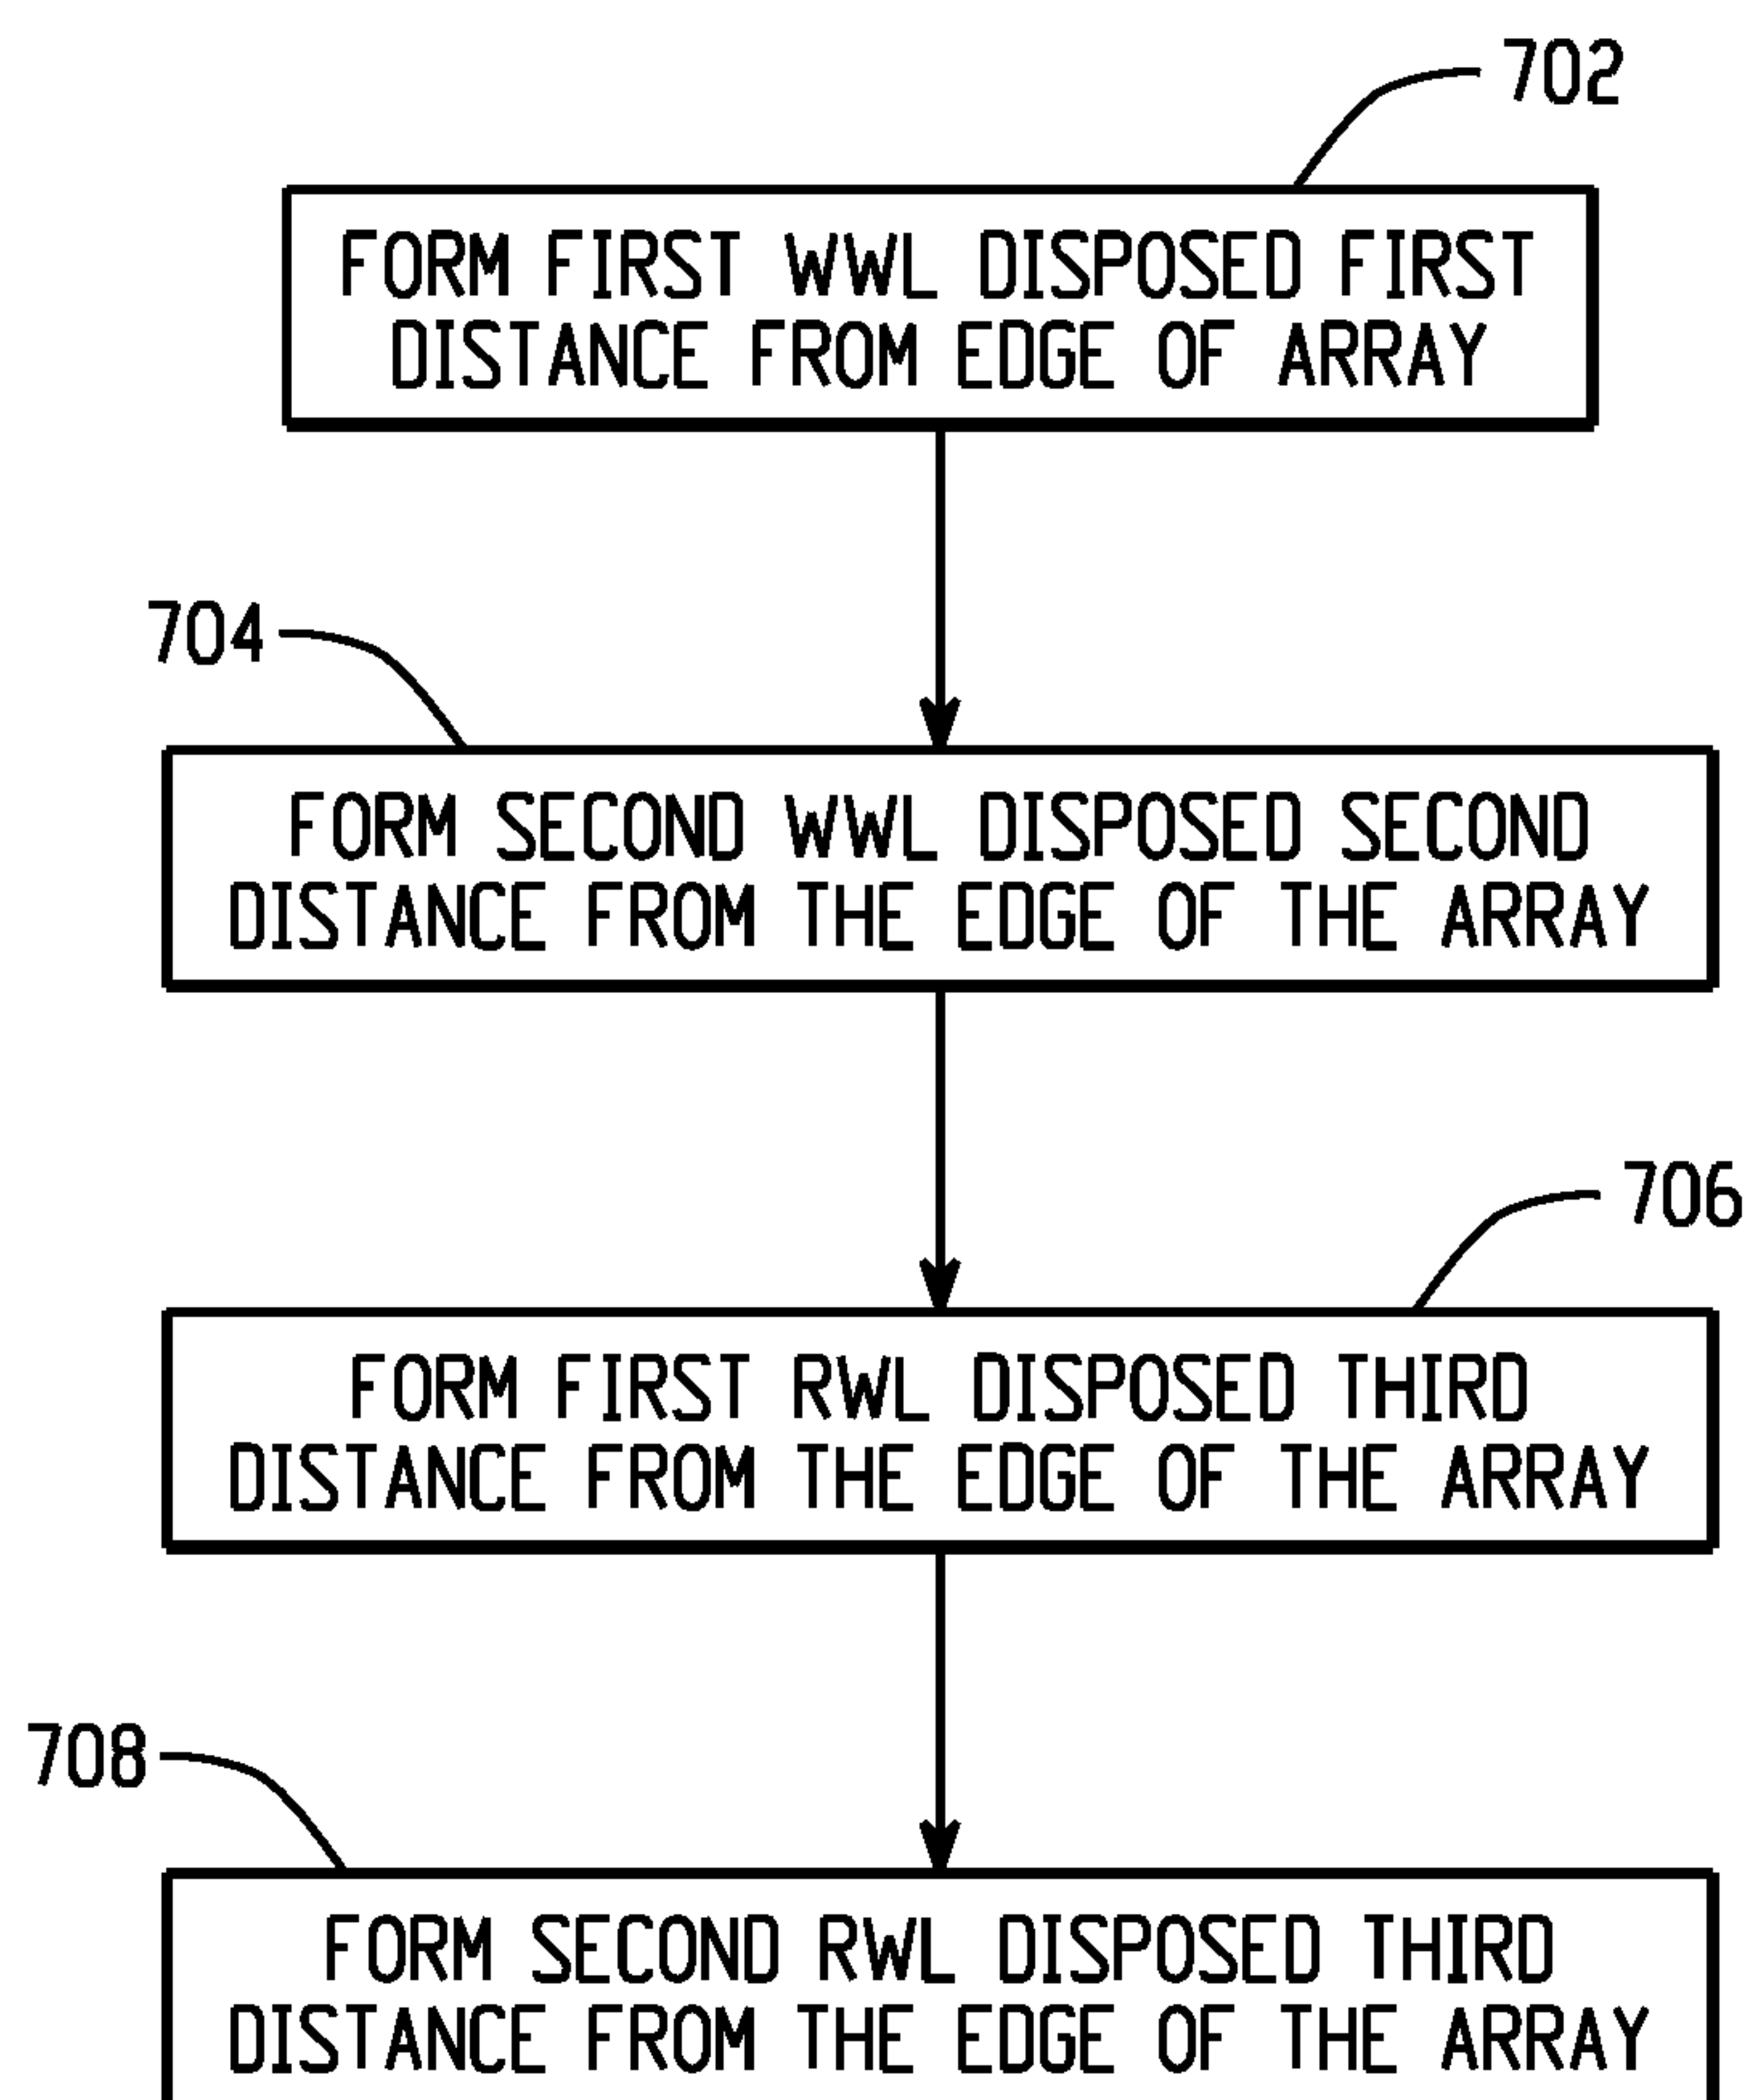 702
FORM FIRST WWL DISPOSED FIRST
DISTANCE FROM EDGE OF ARRAY
704
FORM SECOND WWL DISPOSED SECOND
DISTANCE FROM THE EDGE OF THE ARRAY
706
FORM FIRST RWL DISPOSED THIRD
DISTANCE FROM THE EDGE OF THE ARRAY
708
FORM SECOND RWL DISPOSED THIRD
DISTANCE FROM THE EDGE OF THE ARRAY